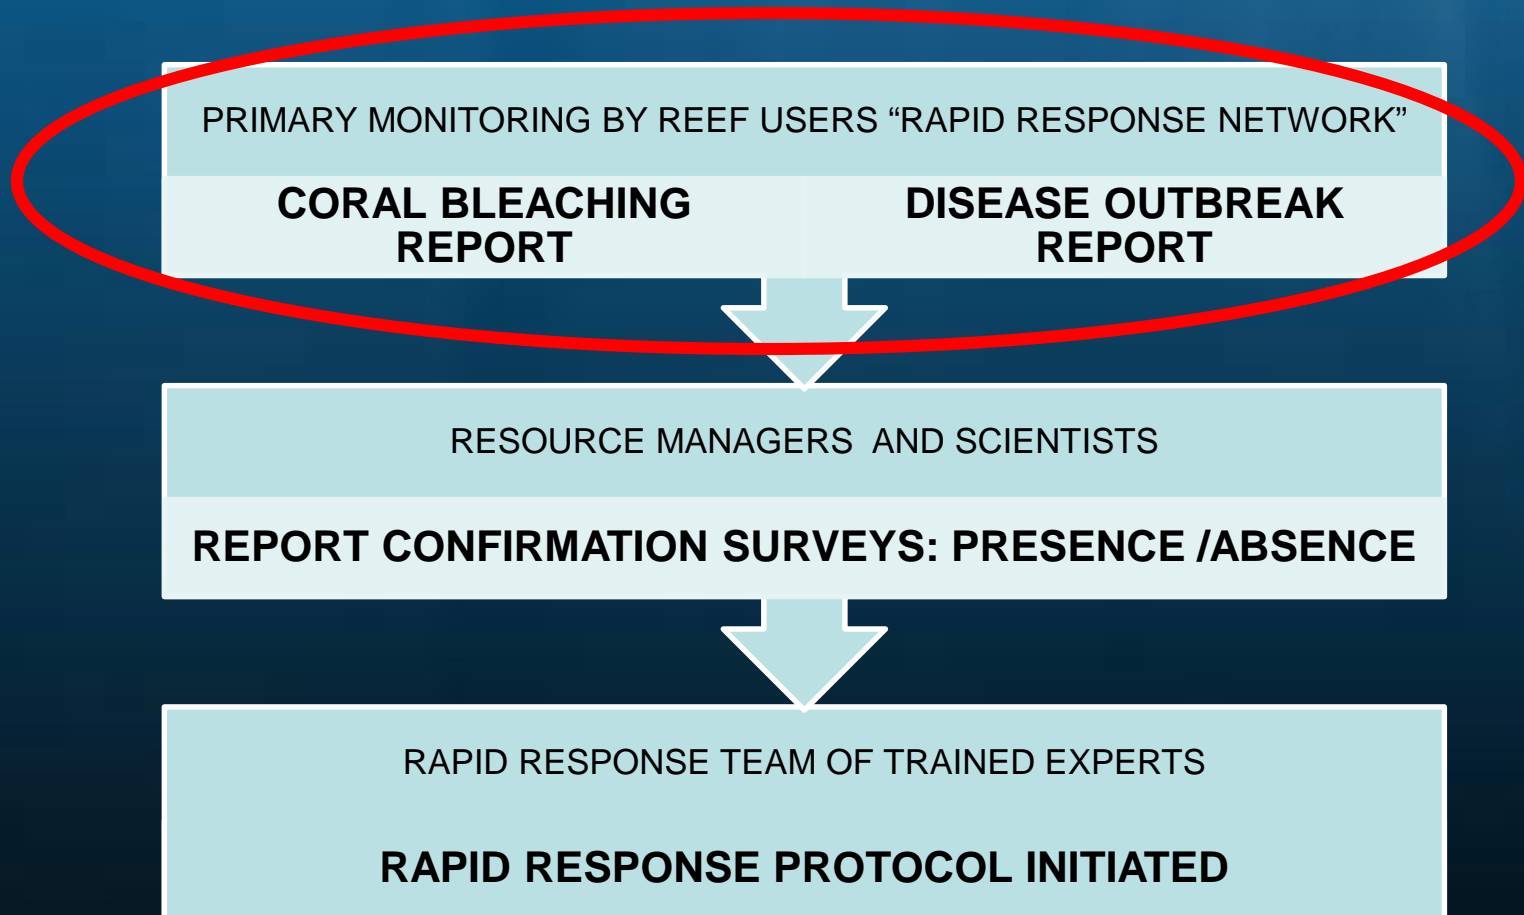 PRIMARY MONITORING BY REEF USERS “RAPID RESPONSE NETWORK”
CORAL BLEACHING
REPORT
DISEASE OUTBREAK
REPORT
RESOURCE MANAGERS  AND SCIENTISTS
REPORT CONFIRMATION SURVEYS: PRESENCE /ABSENCE
RAPID RESPONSE TEAM OF TRAINED EXPERTS
RAPID RESPONSE PROTOCOL INITIATED